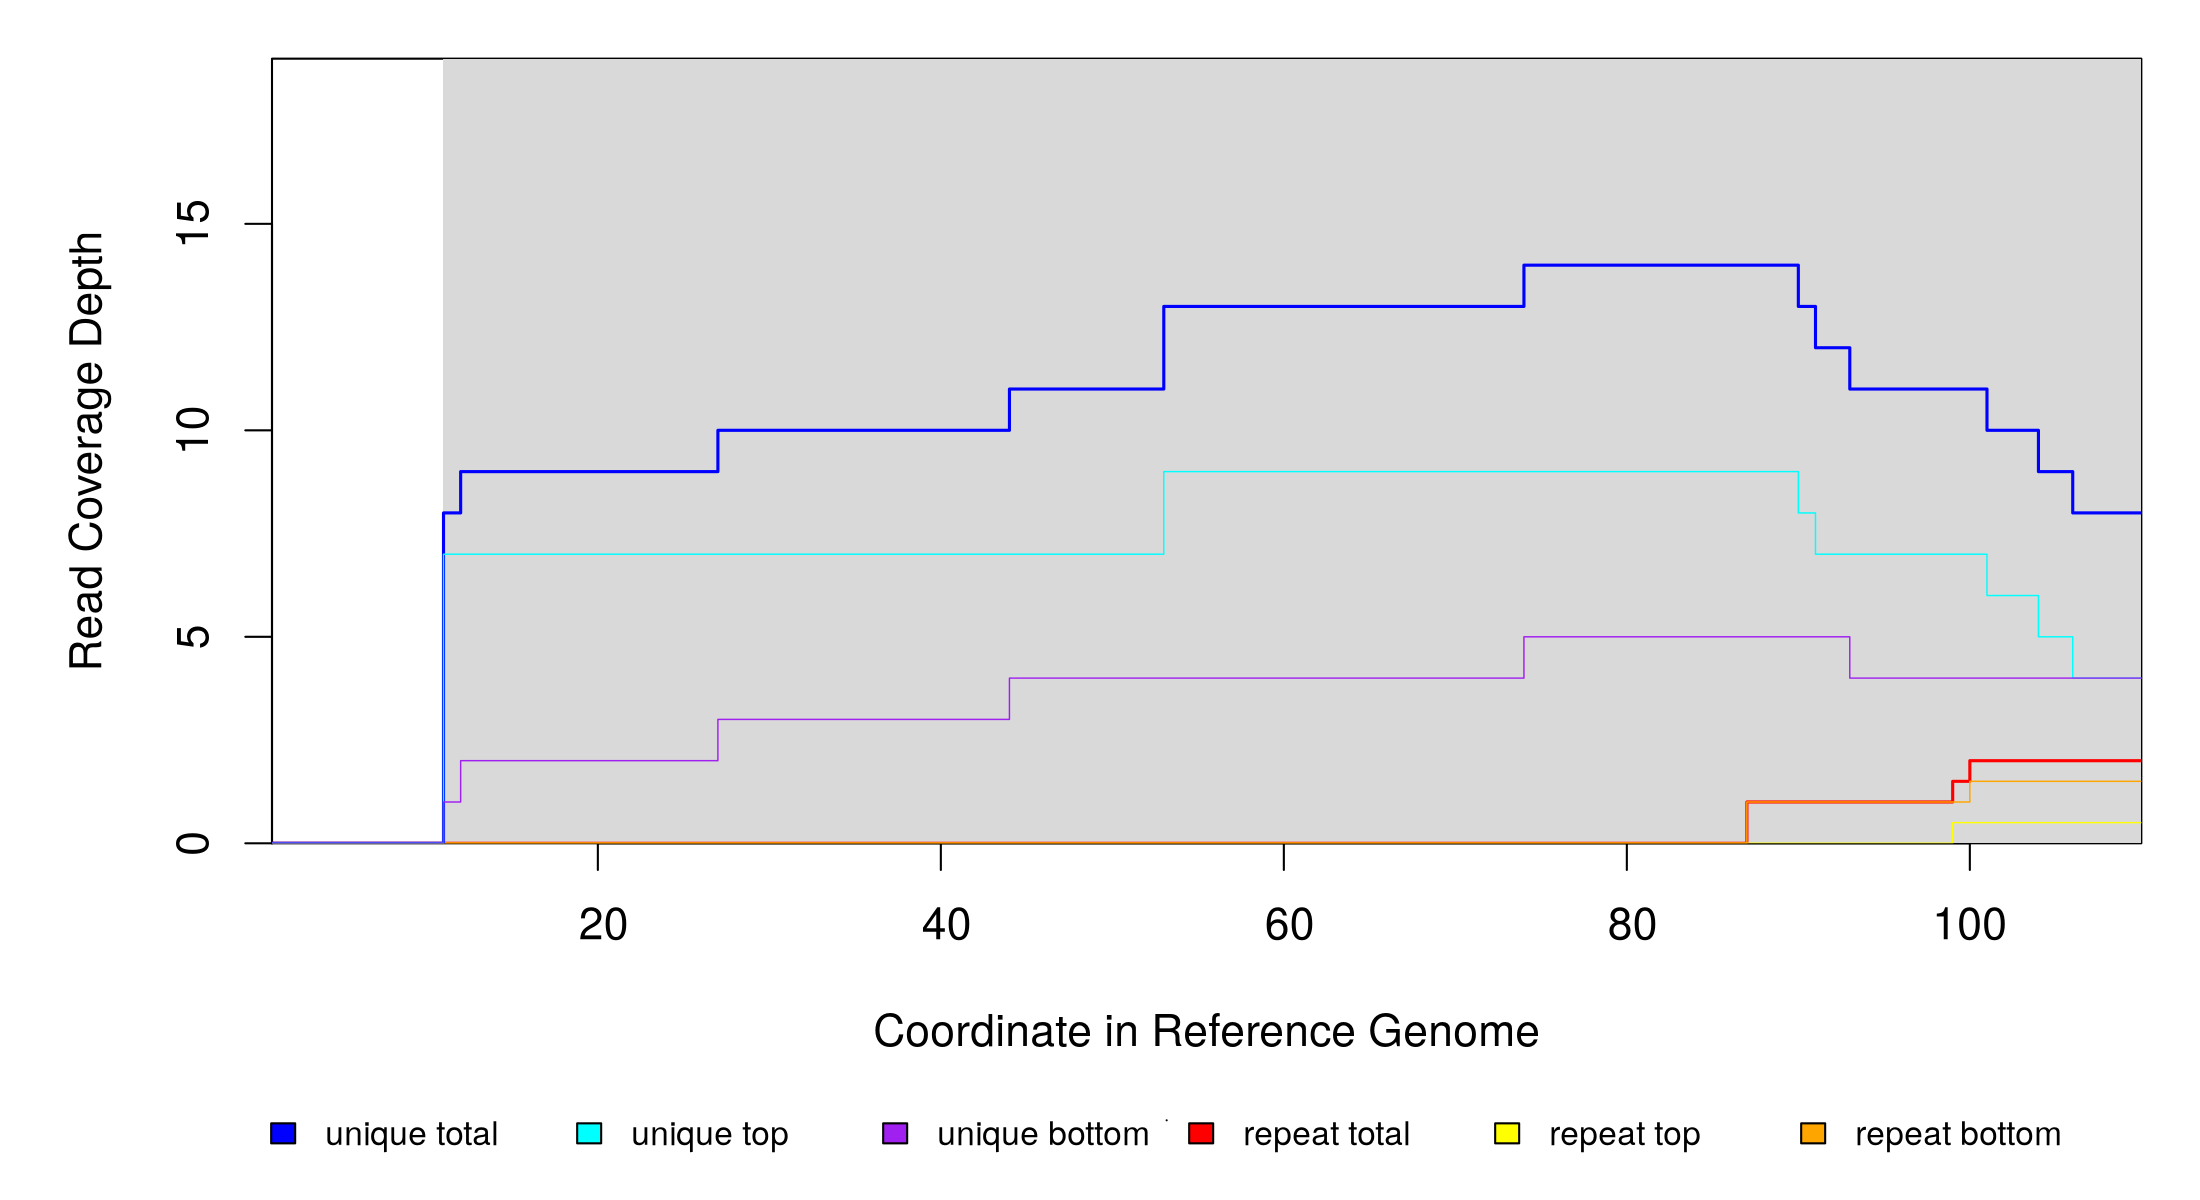 Read Coverage Depth
15
10
5
0
20 40 60 80 100
Coordinate in Reference Genome
unique total unique top unique bottom repeat total repeat top repeat bottom